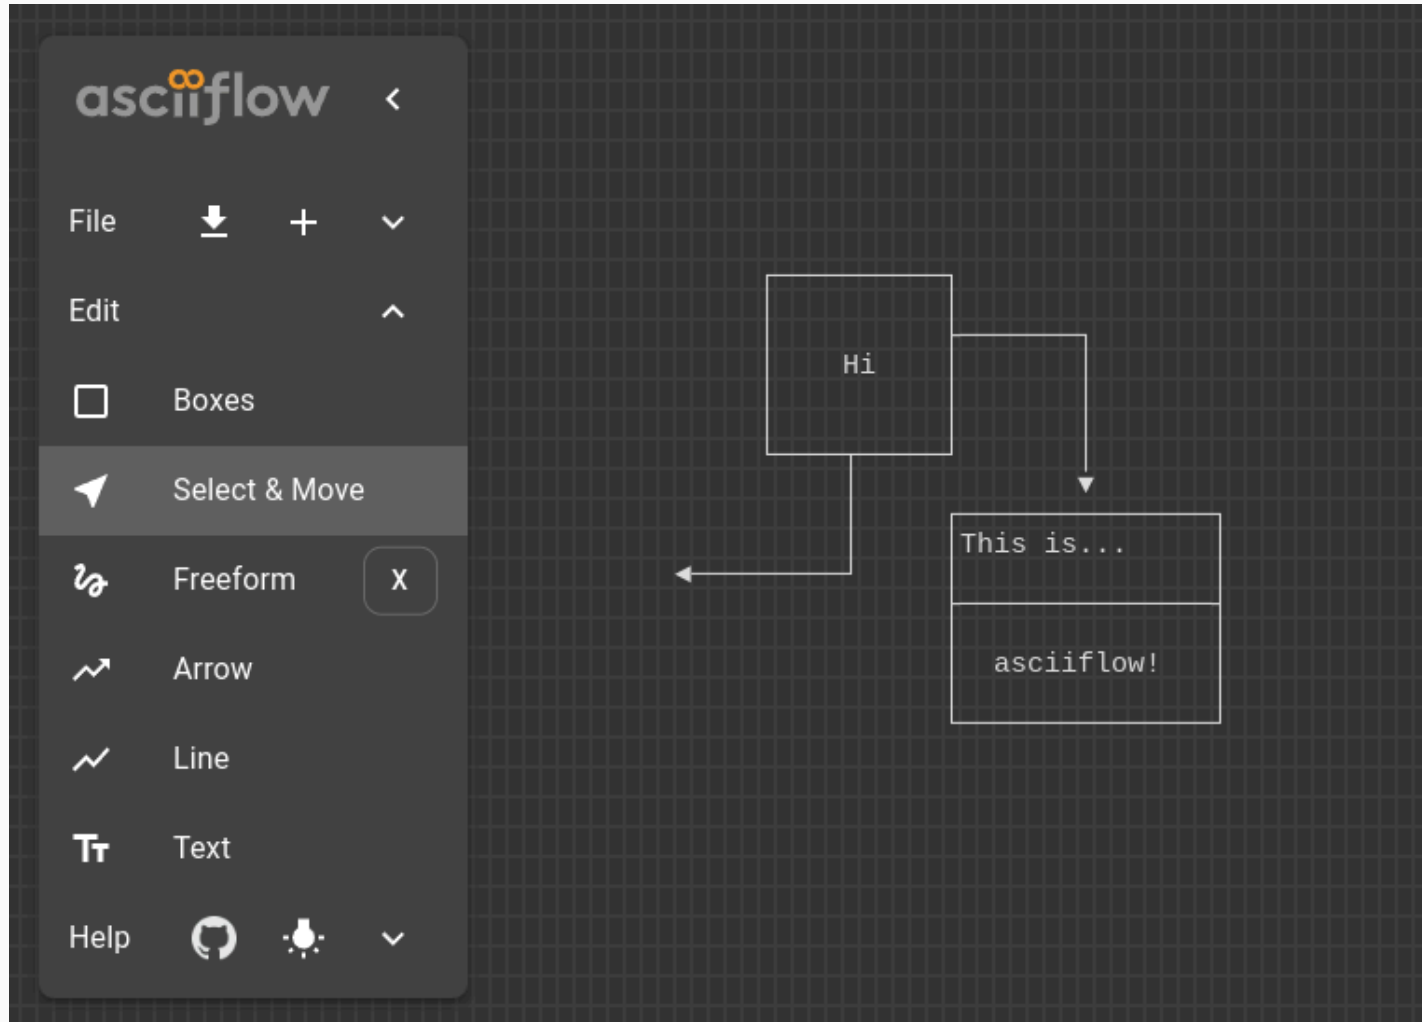 asciiflow
File
Edit
Boxes
Select & Move
Freeform X
Arrow
Line
Text
Help
Hi
This is...
asciiflow!